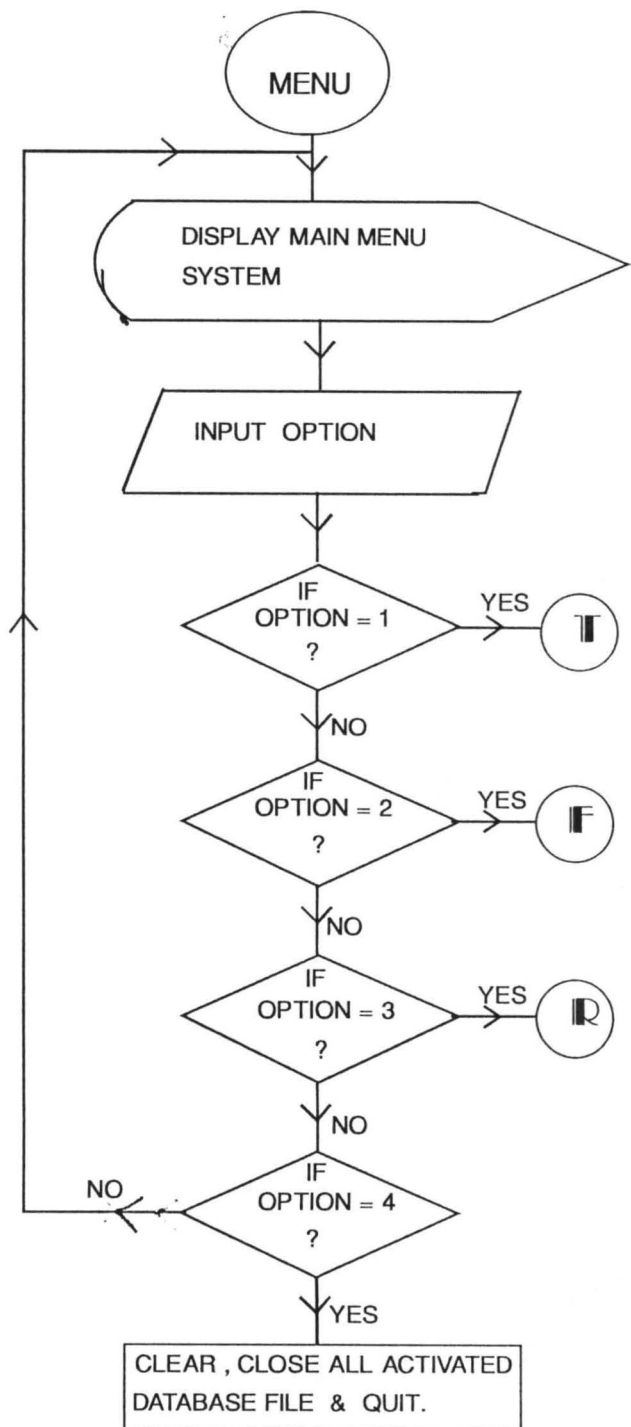 MENU
DISPLAY MAIN MENU
SYSTEM
INPUT OPTION
IF
OPTION = 1
?
YES
T
NO
IF
OPTION = 2
?
YES
F
NO
IF
OPTION = 3
?
YES
R
NO
IF
OPTION = 4
?
NO
YES
CLEAR , CLOSE ALL ACTIVATED
DATABASE FILE & QUIT.